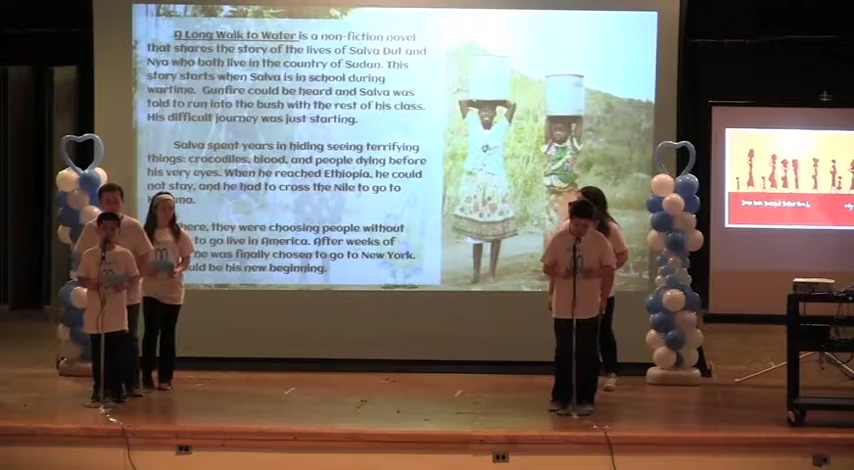 A Long Walk to Water is a non-fiction novel
that shares the story of the lives of Salva Dut and
Nya who both live in the country of Sudan. This
story starts when Salva is in school during
wartime. Gunfire could be heard and Salva was
told to run into the bush with the rest of his class.
His difficult journey was just starting.
Salva spent years in hiding seeing terrifying
things: crocodiles, blood, and people dying before
his very eyes. When he reached Ethiopia, he could
not stay, and he had to cross the Nile to go to
there, they were choosing people without
to go live in America. After weeks of
he was finally chosen to go to New York.
be his new beginning.